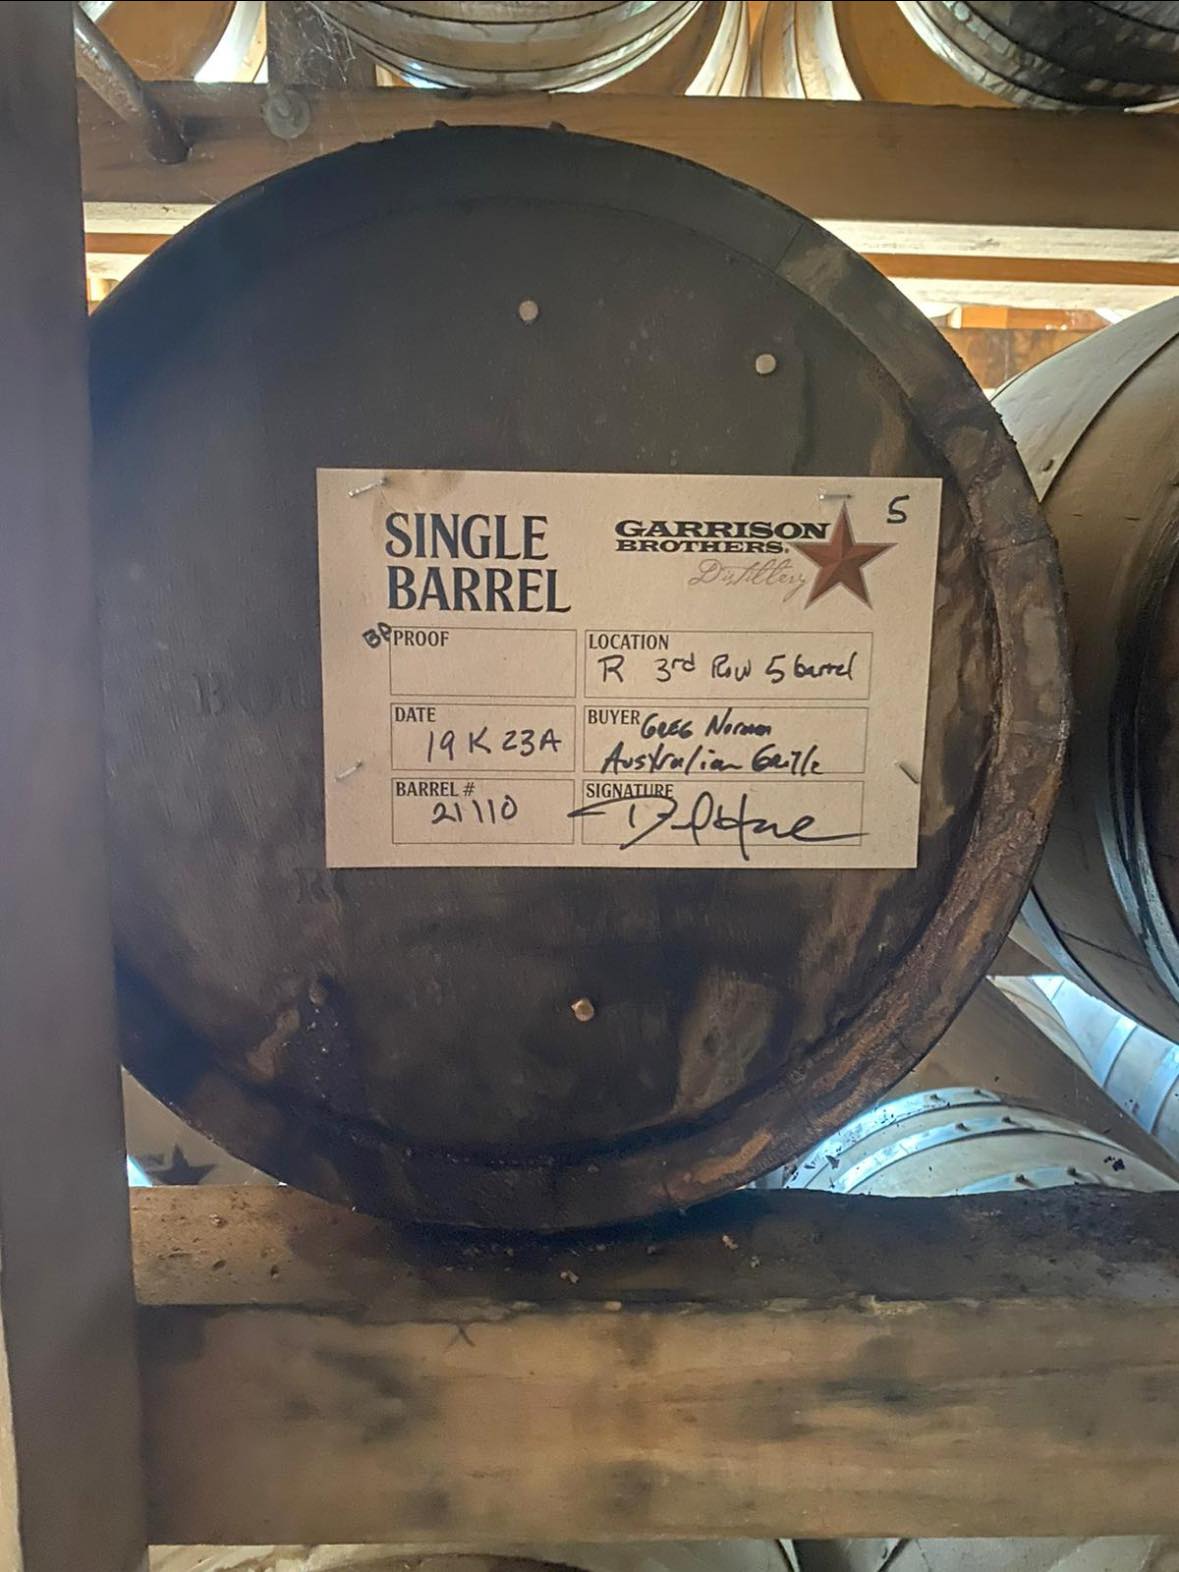 SINGLE
BARREL
GARRISON
BROTHERS.
Distillery
5
BP PROOF
LOCATION
R 3rd Row 5 barrel
DATE
19 K 23A
BUYER Greg Norman
Australian Grille
BARREL #
21110
SIGNATURE